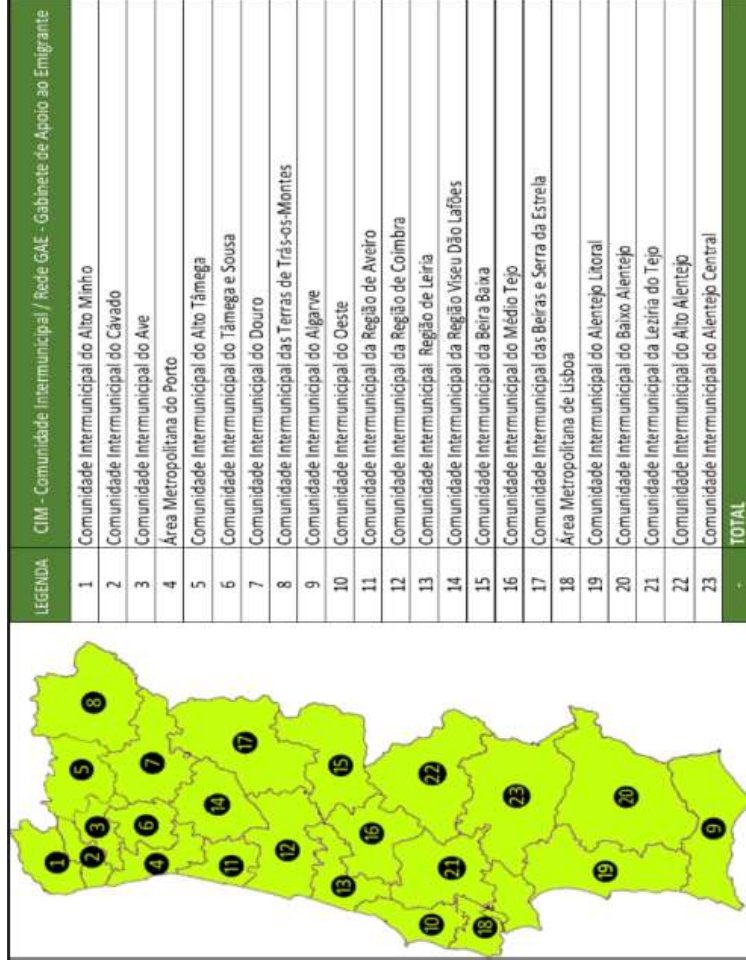 LEGENDA CIM - Comunidade Intermunicipal / Rede GAE - Gabinete de Apoio ao Emigrante
1 Comunidade Intermunicipal do Alto Minho
2 Comunidade Intermunicipal do Cávado
3 Comunidade Intermunicipal do Ave
4 Área Metropolitana do Porto
5 Comunidade Intermunicipal do Alto Tâmega
6 Comunidade Intermunicipal do Tâmega e Sousa
7 Comunidade Intermunicipal do Douro
8 Comunidade Intermunicipal das Terras de Trás-os-Montes
9 Comunidade Intermunicipal do Algarve
10 Comunidade Intermunicipal do Oeste
11 Comunidade Intermunicipal da Região de Aveiro
12 Comunidade Intermunicipal da Região de Coimbra
13 Comunidade Intermunicipal Região de Leiria
14 Comunidade Intermunicipal da Região Viseu Dão Lafões
15 Comunidade Intermunicipal da Beira Baixa
16 Comunidade Intermunicipal do Médio Tejo
17 Comunidade Intermunicipal das Beiras e Serra da Estrela
18 Área Metropolitana de Lisboa
19 Comunidade Intermunicipal do Alentejo Litoral
20 Comunidade Intermunicipal do Baixo Alentejo
21 Comunidade Intermunicipal da Lezíria do Tejo
22 Comunidade Intermunicipal do Alto Alentejo
23 Comunidade Intermunicipal do Alentejo Central
- TOTAL
1
2
3
5
8
4
6
7
11
14
17
12
13
16
15
10
21
22
18
23
19
20
9